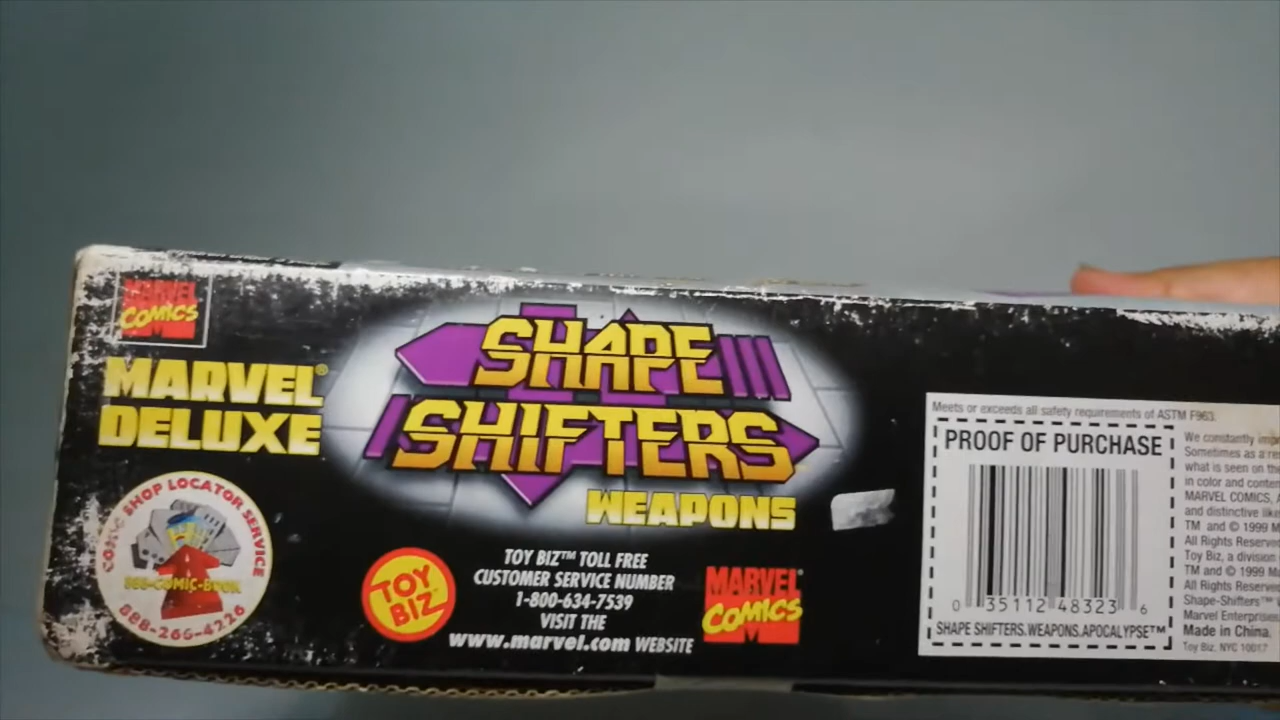 MARVEL
COMICS
MARVEL®
DELUXE
COMIC SHOP LOCATOR SERVICE
888-COMIC-BOOK
888-266-4226
SHAPE
SHIFTERS
WEAPONS
TOY
BIZ
TOY BIZ™ TOLL FREE
CUSTOMER SERVICE NUMBER
1-800-634-7539
VISIT THE
www.marvel.com WEBSITE
MARVEL
COMICS
Meets or exceeds all safety requirements of ASTM F963.
PROOF OF PURCHASE
0 35112 48323 6
SHAPE SHIFTERS.WEAPONS.APOCALYPSE™
We constantly
Sometimes as a
what is seen on the
in color and
MARVEL COMICS,
and distinctive
TM and © 1999
All Rights
Toy Biz, a division
TM and © 1999
All Rights
Shape-Shifters™
Marvel
Made in China.
Toy Biz, NYC 10017